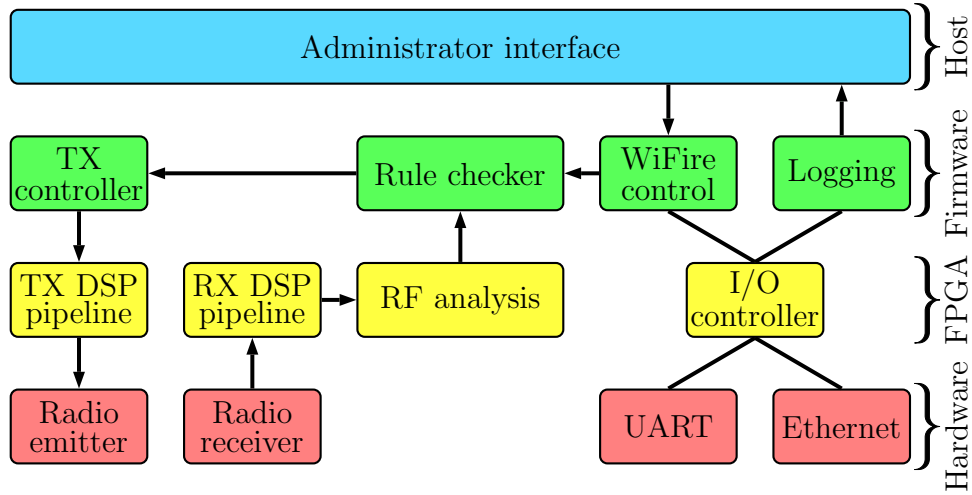 Administrator interface
Host
TX
controller
Rule checker
WiFire
control
Logging
Firmware
TX DSP
pipeline
RX DSP
pipeline
RF analysis
I/O
controller
FPGA
Radio
emitter
Radio
receiver
UART
Ethernet
Hardware